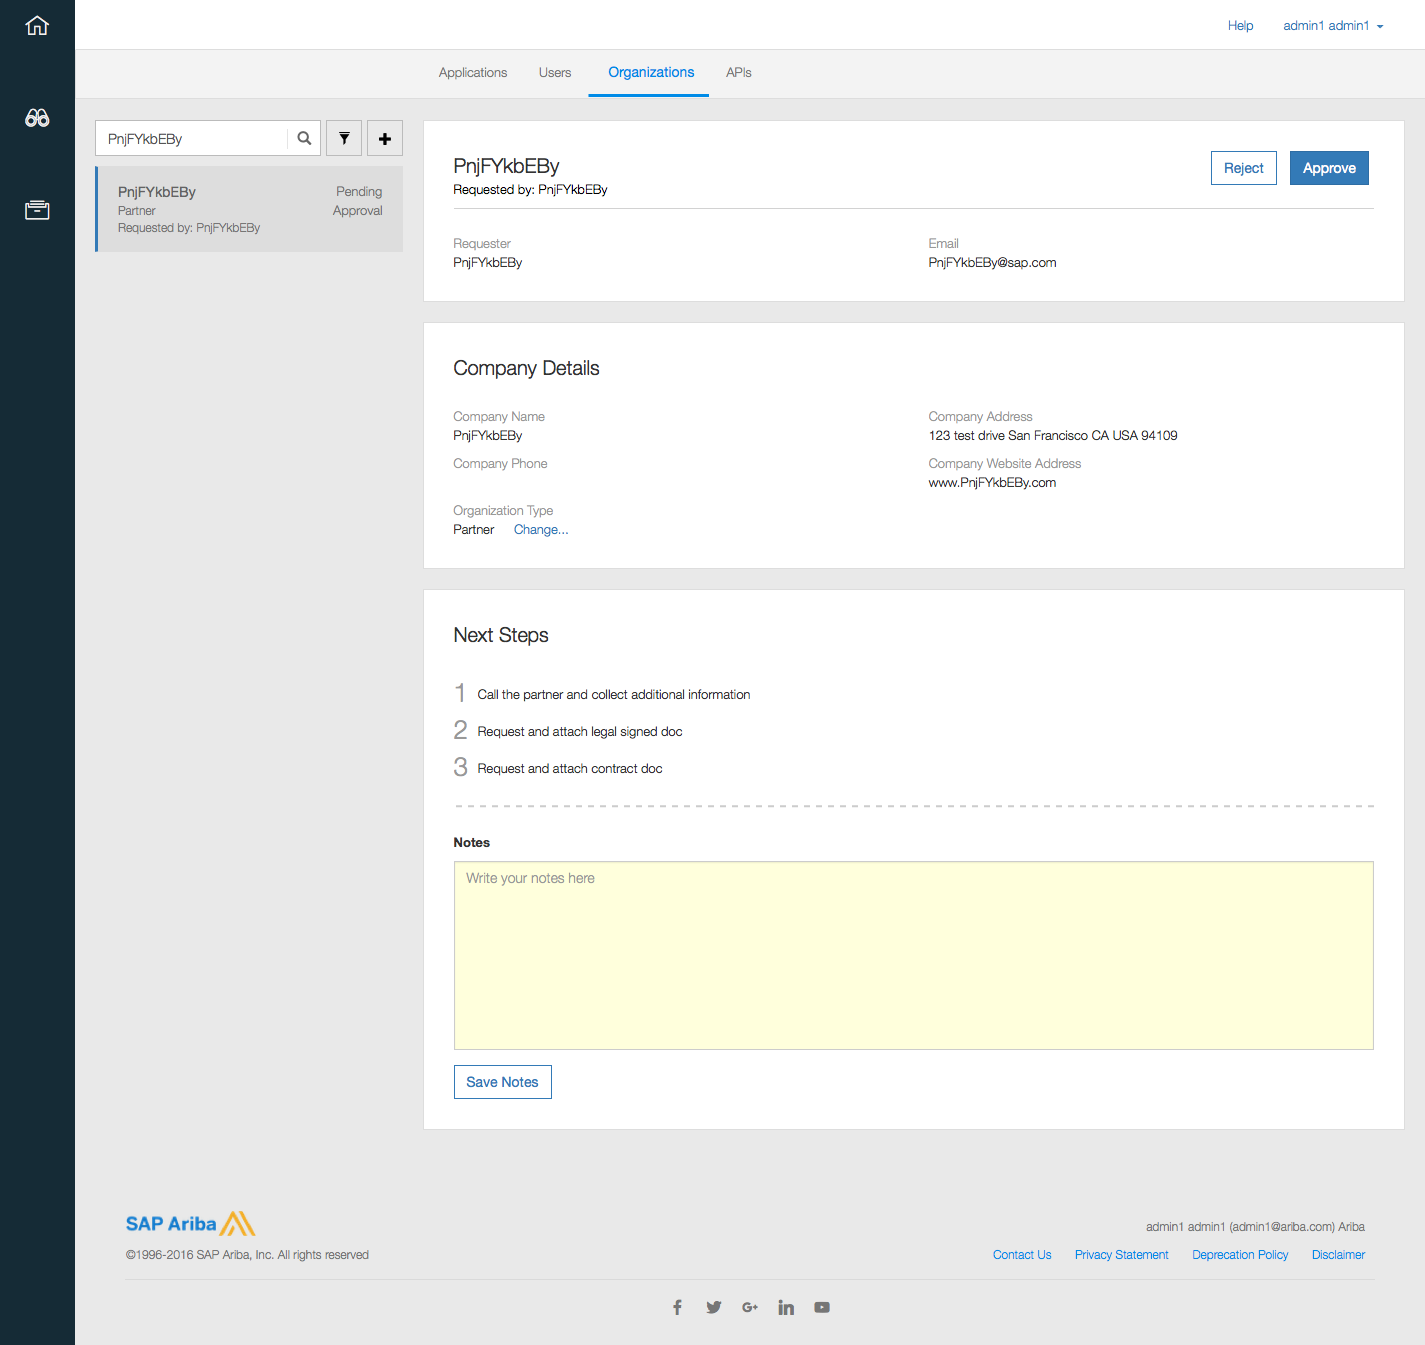 Help admin1 admin1
Applications Users Organizations APIs
PnjFYkbEBy
PnjFYkbEBy Pending
Partner Approval
Requested by: PnjFYkbEBy
PnjFYkbEBy
Requested by: PnjFYkbEBy
Reject Approve
Requester Email
PnjFYkbEBy PnjFYkbEBy@sap.com
Company Details
Company Name Company Address
PnjFYkbEBy 123 test drive San Francisco CA USA 94109
Company Phone Company Website Address
www.PnjFYkbEBy.com
Organization Type
Partner Change...
Next Steps
1 Call the partner and collect additional information
2 Request and attach legal signed doc
3 Request and attach contract doc
Notes
Write your notes here
Save Notes
SAP Ariba
admin1 admin1 (admin1@ariba.com) Ariba
©1996-2016 SAP Ariba, Inc. All rights reserved
Contact Us Privacy Statement Deprecation Policy Disclaimer